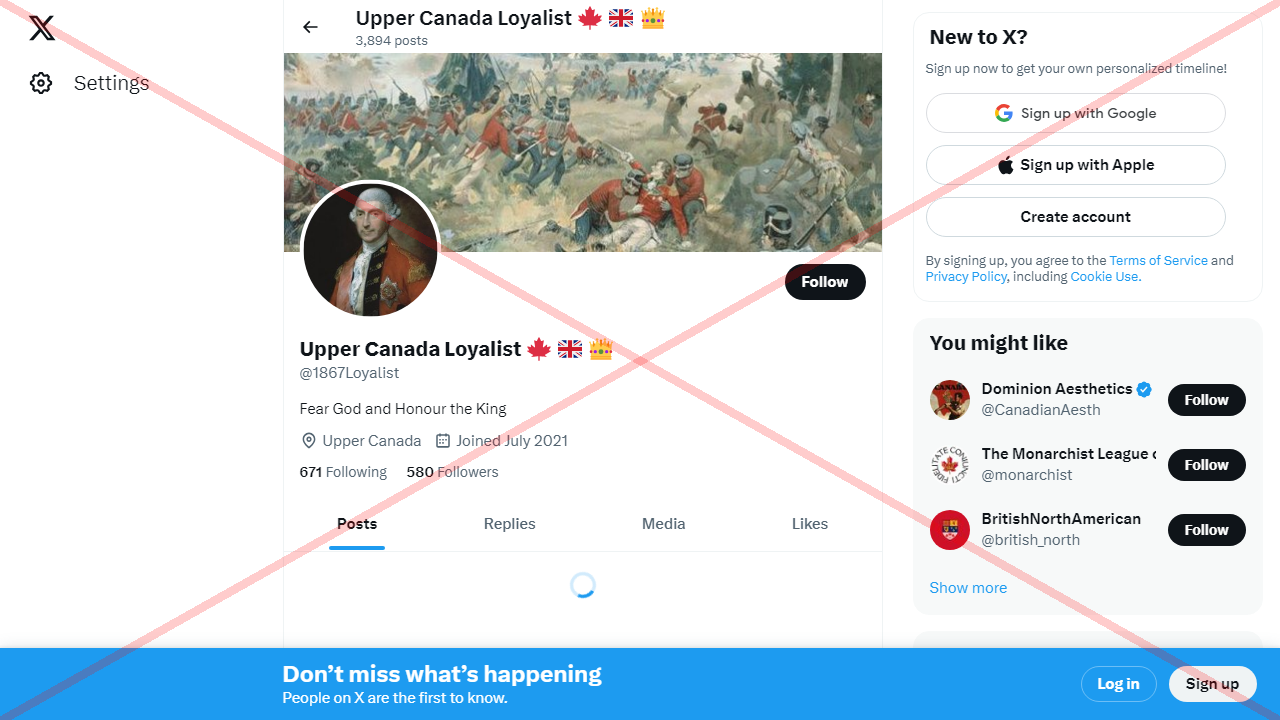 Settings
Upper Canada Loyalist 🍁 🇬🇧 👑
3,894 posts
Follow
Upper Canada Loyalist 🍁 🇬🇧 👑
@1867Loyalist
Fear God and Honour the King
Upper Canada Joined July 2021
671 Following 580 Followers
Posts Replies Media Likes
New to X?
Sign up now to get your own personalized timeline!
Sign up with Google
Sign up with Apple
Create account
By signing up, you agree to the Terms of Service and
Privacy Policy, including Cookie Use.
You might like
Dominion Aesthetics
@CanadianAesth
Follow
The Monarchist League
@monarchist
Follow
BritishNorthAmerican
@british_north
Follow
Show more
Don’t miss what’s happening
People on X are the first to know.
Log in Sign up